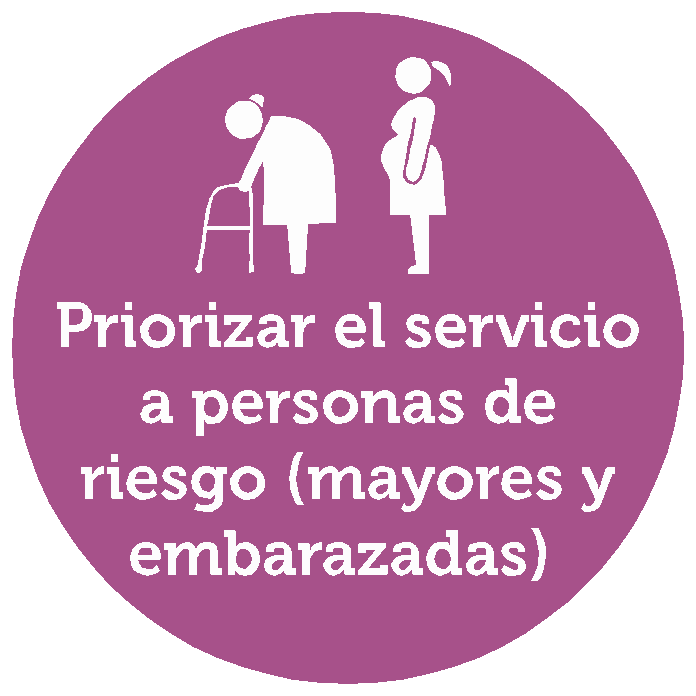 Priorizar el servicio
a personas de
riesgo (mayores y
embarazadas)